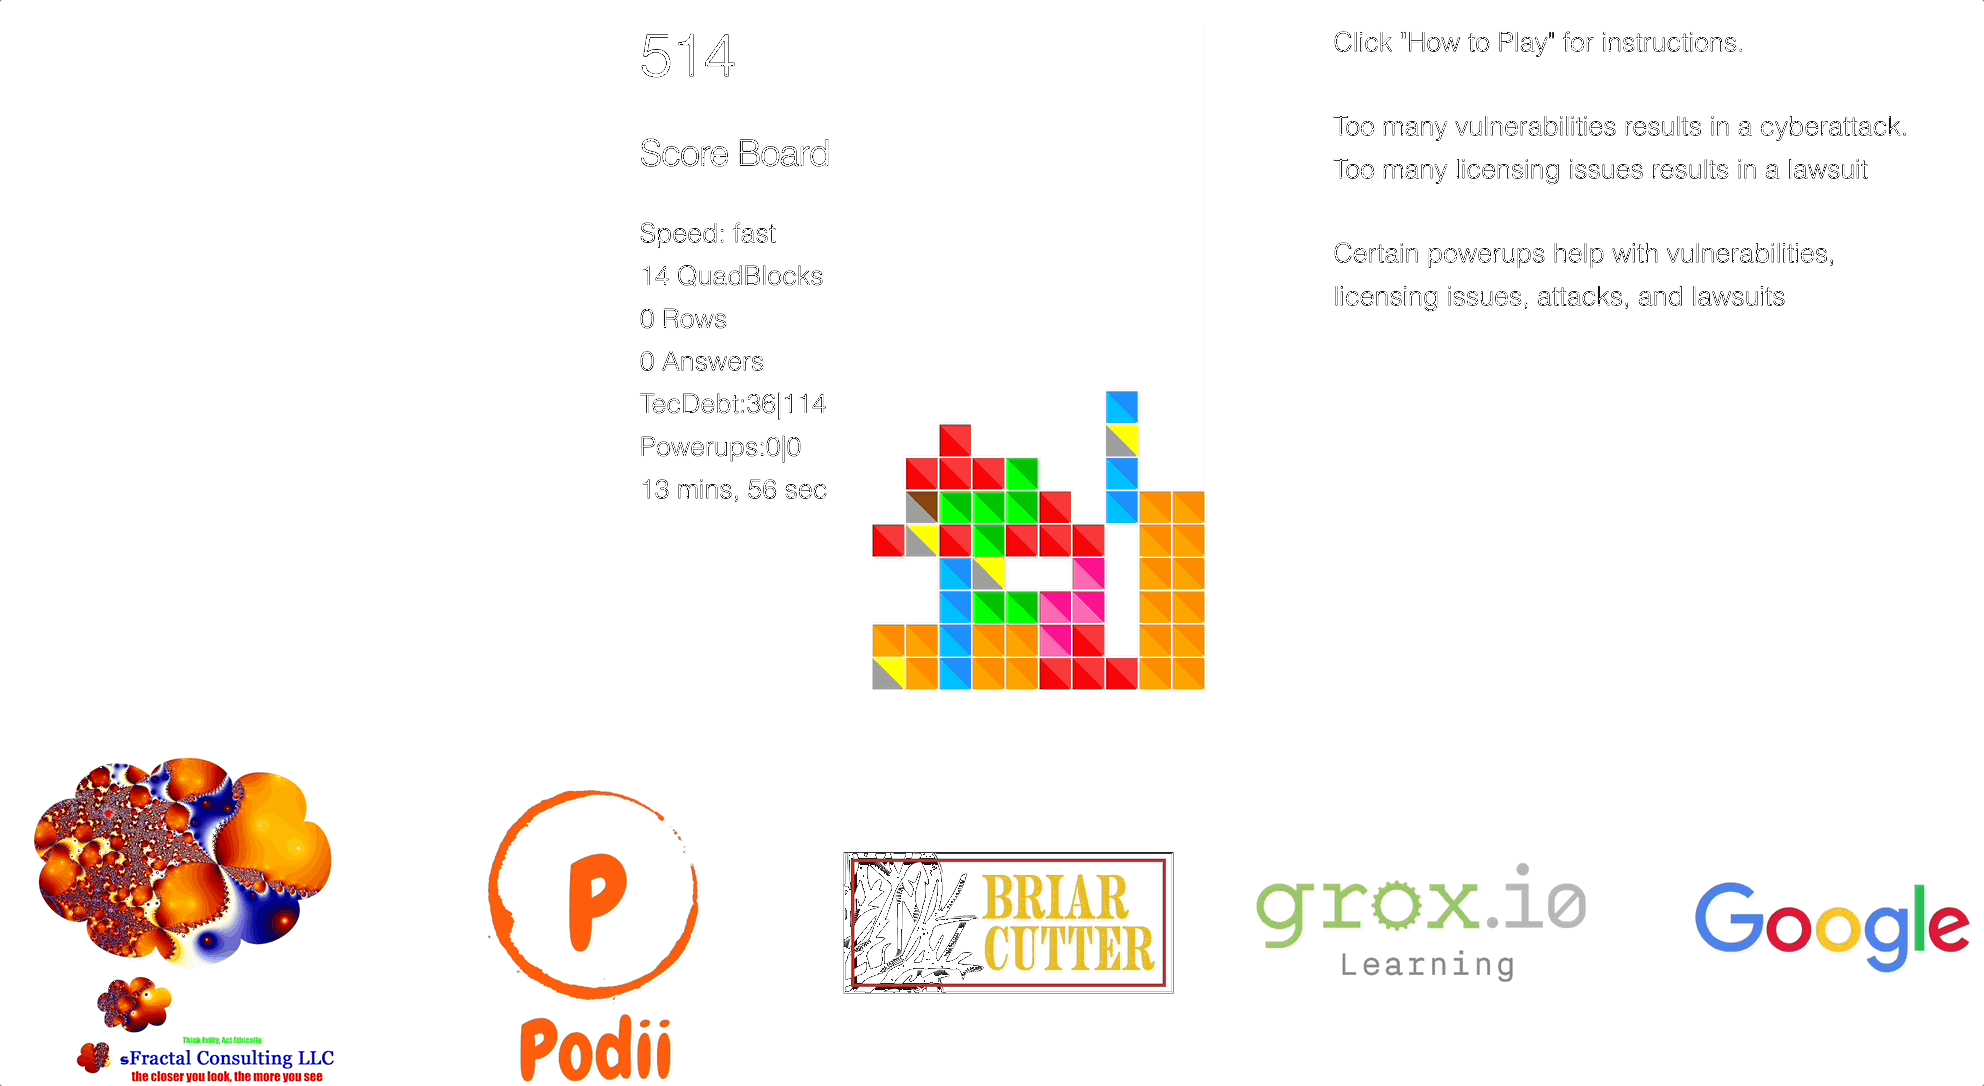 514
Score Board
Speed: fast
14 QuadBlocks
0 Rows
0 Answers
TecDebt:36|114
Powerups:0|0
13 mins, 56 sec
Click "How to Play" for instructions.
Too many vulnerabilities results in a cyberattack.
Too many licensing issues results in a lawsuit
Certain powerups help with vulnerabilities,
licensing issues, attacks, and lawsuits
Think Evilly, Act Ethically
sFractal Consulting LLC
the closer you look, the more you see
P
Podii
BRIAR
CUTTER
grox.io
Learning
Google